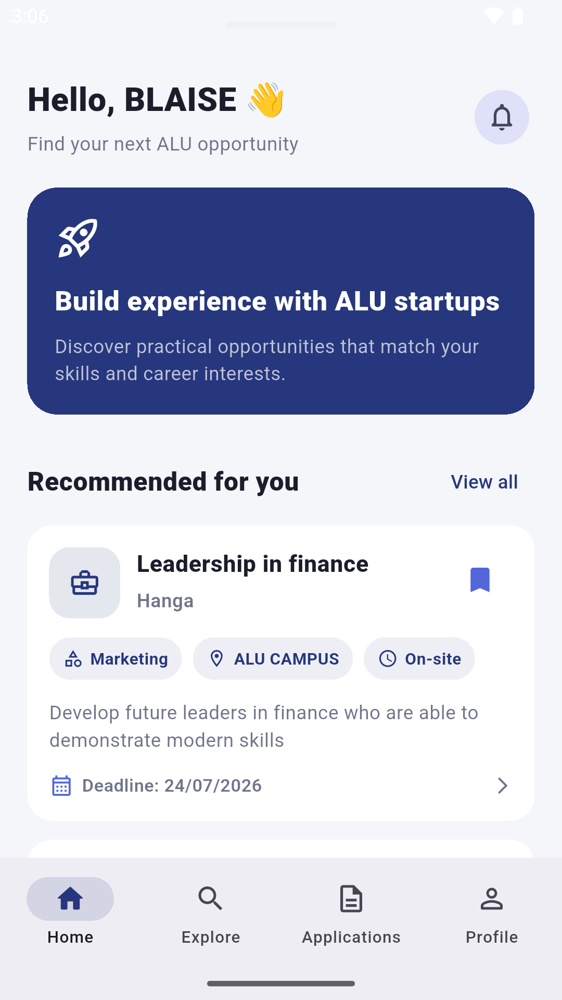 3:06
Hello, BLAISE 👋
Find your next ALU opportunity
Build experience with ALU startups
Discover practical opportunities that match your
skills and career interests.
Recommended for you
View all
Leadership in finance
Hanga
Marketing
ALU CAMPUS
On-site
Develop future leaders in finance who are able to
demonstrate modern skills
Deadline: 24/07/2026
Home
Explore
Applications
Profile